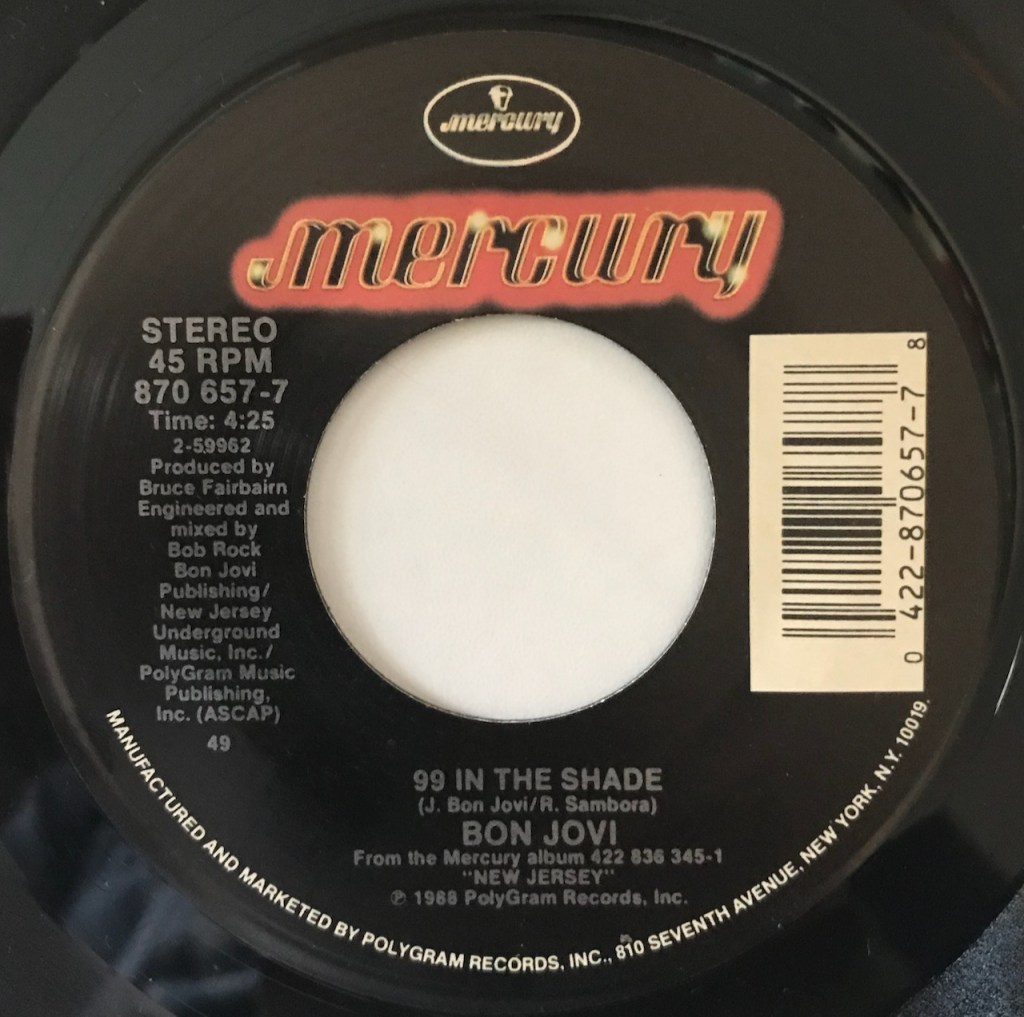 mercury
mercury
STEREO
45 RPM
870 657-7
Time: 4:25
2-59962
Produced by
Bruce Fairbairn
Engineered and
mixed by
Bob Rock
Bon Jovi
Publishing/
New Jersey
Underground
Music, Inc./
PolyGram Music
Publishing,
Inc. (ASCAP)
49
0 422-870657-7 8
99 IN THE SHADE
(J. Bon Jovi/R. Sambora)
BON JOVI
From the Mercury album 422 836 345-1
"NEW JERSEY"
℗ 1988 PolyGram Records, Inc.
MANUFACTURED AND MARKETED BY POLYGRAM RECORDS, INC., 810 SEVENTH AVENUE, NEW YORK, N.Y. 10019.